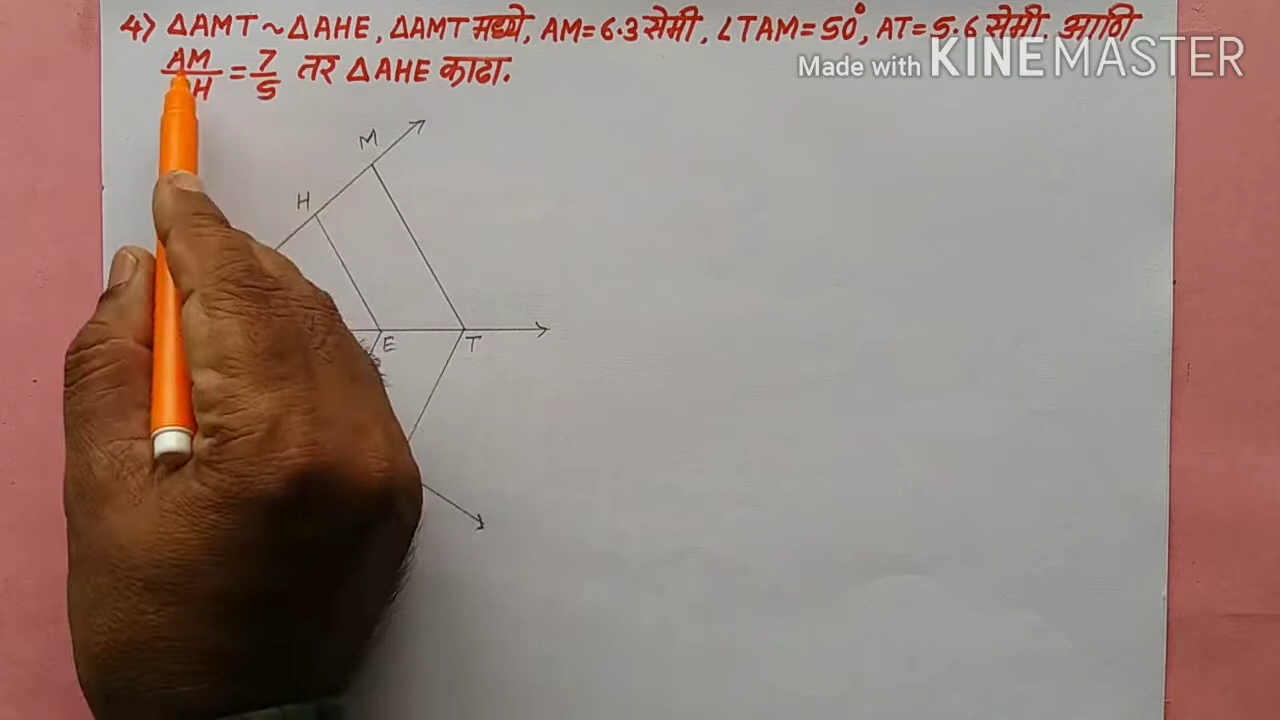 4) ΔAMT ~ ΔAHE, ΔAMT मध्ये, AM = 6.3 सेमी, ∠TAM = 50°, AT = 5.6 सेमी. आणि
AM/H = 7/5 तर ΔAHE काढा.
Made with KINEMASTER
M
H
E
T